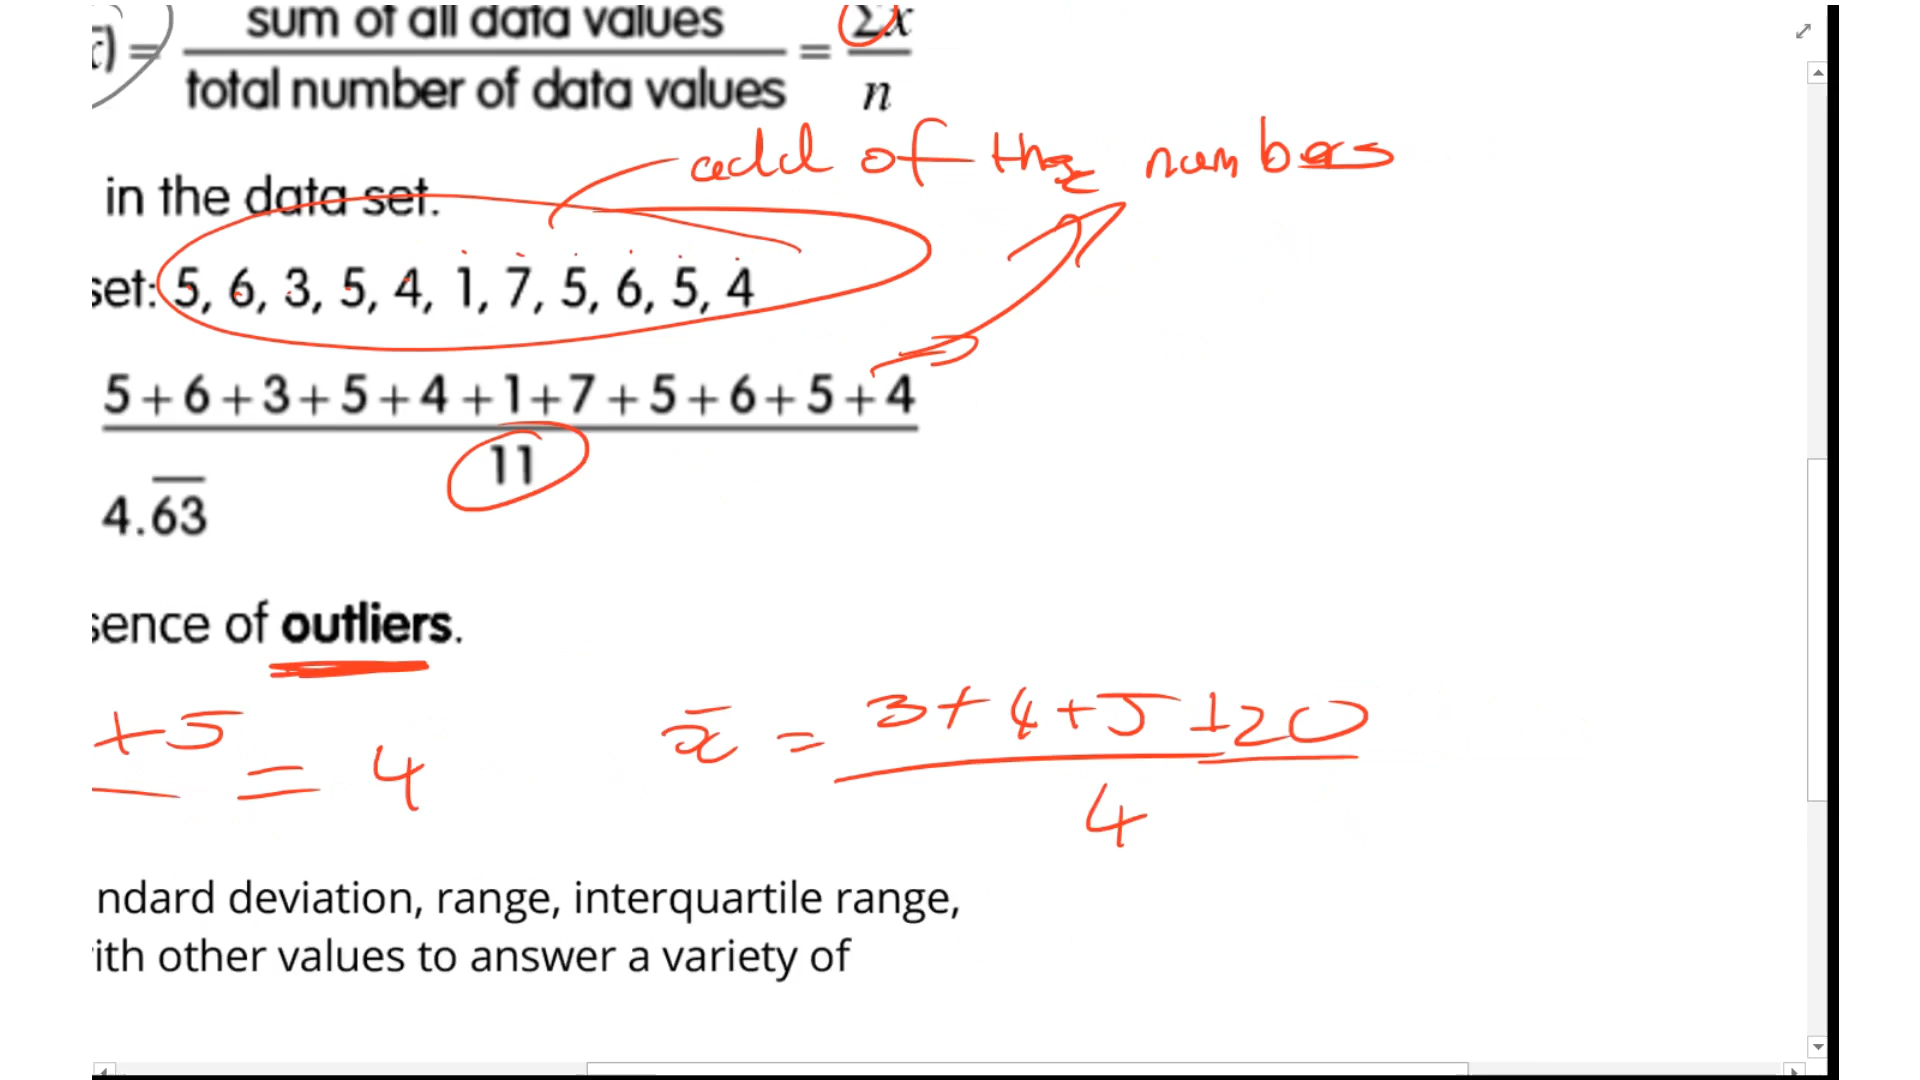 x̄) = sum of all data values / total number of data values = Σx / n
add of the numbers
in the data set.
set: 5, 6, 3, 5, 4, 1, 7, 5, 6, 5, 4
5+6+3+5+4+1+7+5+6+5+4
11
4.6̅3̅
sence of outliers.
+5 = 4
x̄ = 3+4+5+20
4
ndard deviation, range, interquartile range,
ith other values to answer a variety of